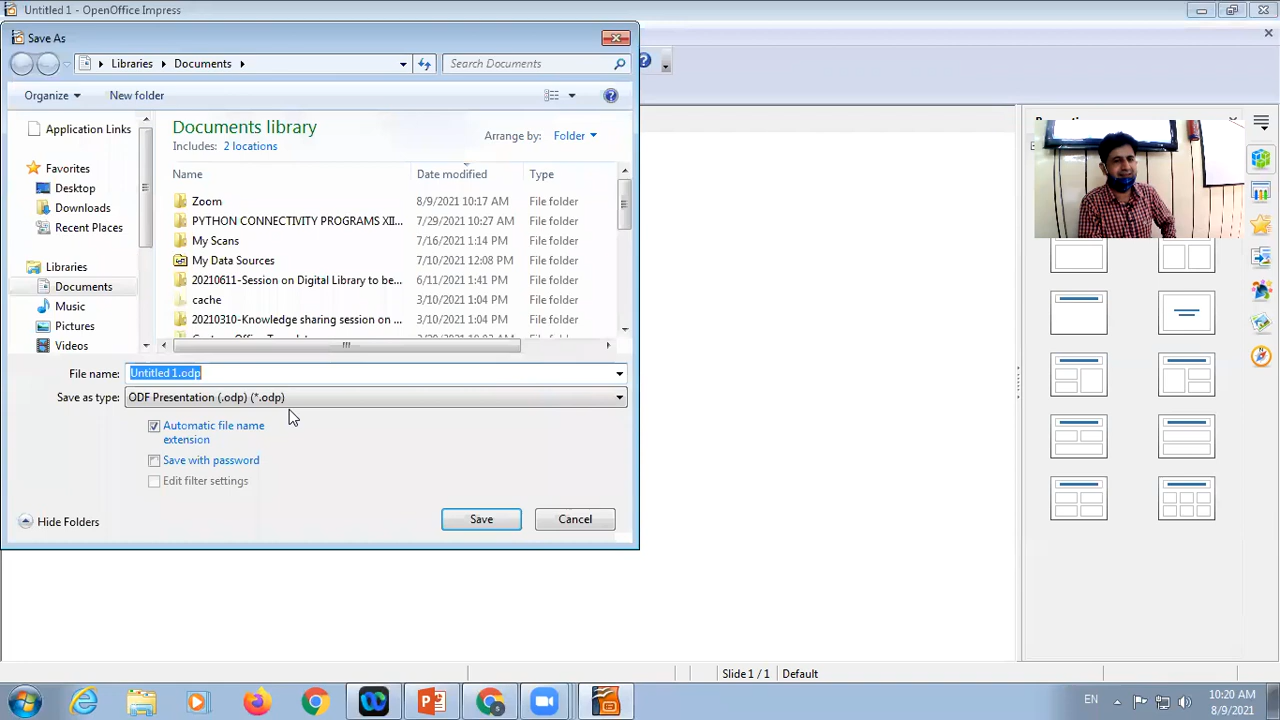 Untitled 1 - OpenOffice Impress
Save As
Libraries
Documents
Search Documents
Organize
New folder
Application Links
Favorites
Desktop
Downloads
Recent Places
Libraries
Documents
Music
Pictures
Videos
Documents library
Includes: 2 locations
Arrange by: Folder
Name Date modified Type
Zoom 8/9/2021 10:17 AM File folder
PYTHON CONNECTIVITY PROGRAMS XII... 7/29/2021 10:27 AM File folder
My Scans 7/16/2021 1:14 PM File folder
My Data Sources 7/10/2021 12:08 PM File folder
20210611-Session on Digital Library to be... 6/11/2021 1:41 PM File folder
cache 3/10/2021 1:04 PM File folder
20210310-Knowledge sharing session on ... 3/10/2021 1:04 PM File folder
File name: Untitled 1.odp
Save as type: ODF Presentation (.odp) (*.odp)
Automatic file name
extension
Save with password
Edit filter settings
Hide Folders
Save
Cancel
Slide 1 / 1 Default
EN
10:20 AM
8/9/2021